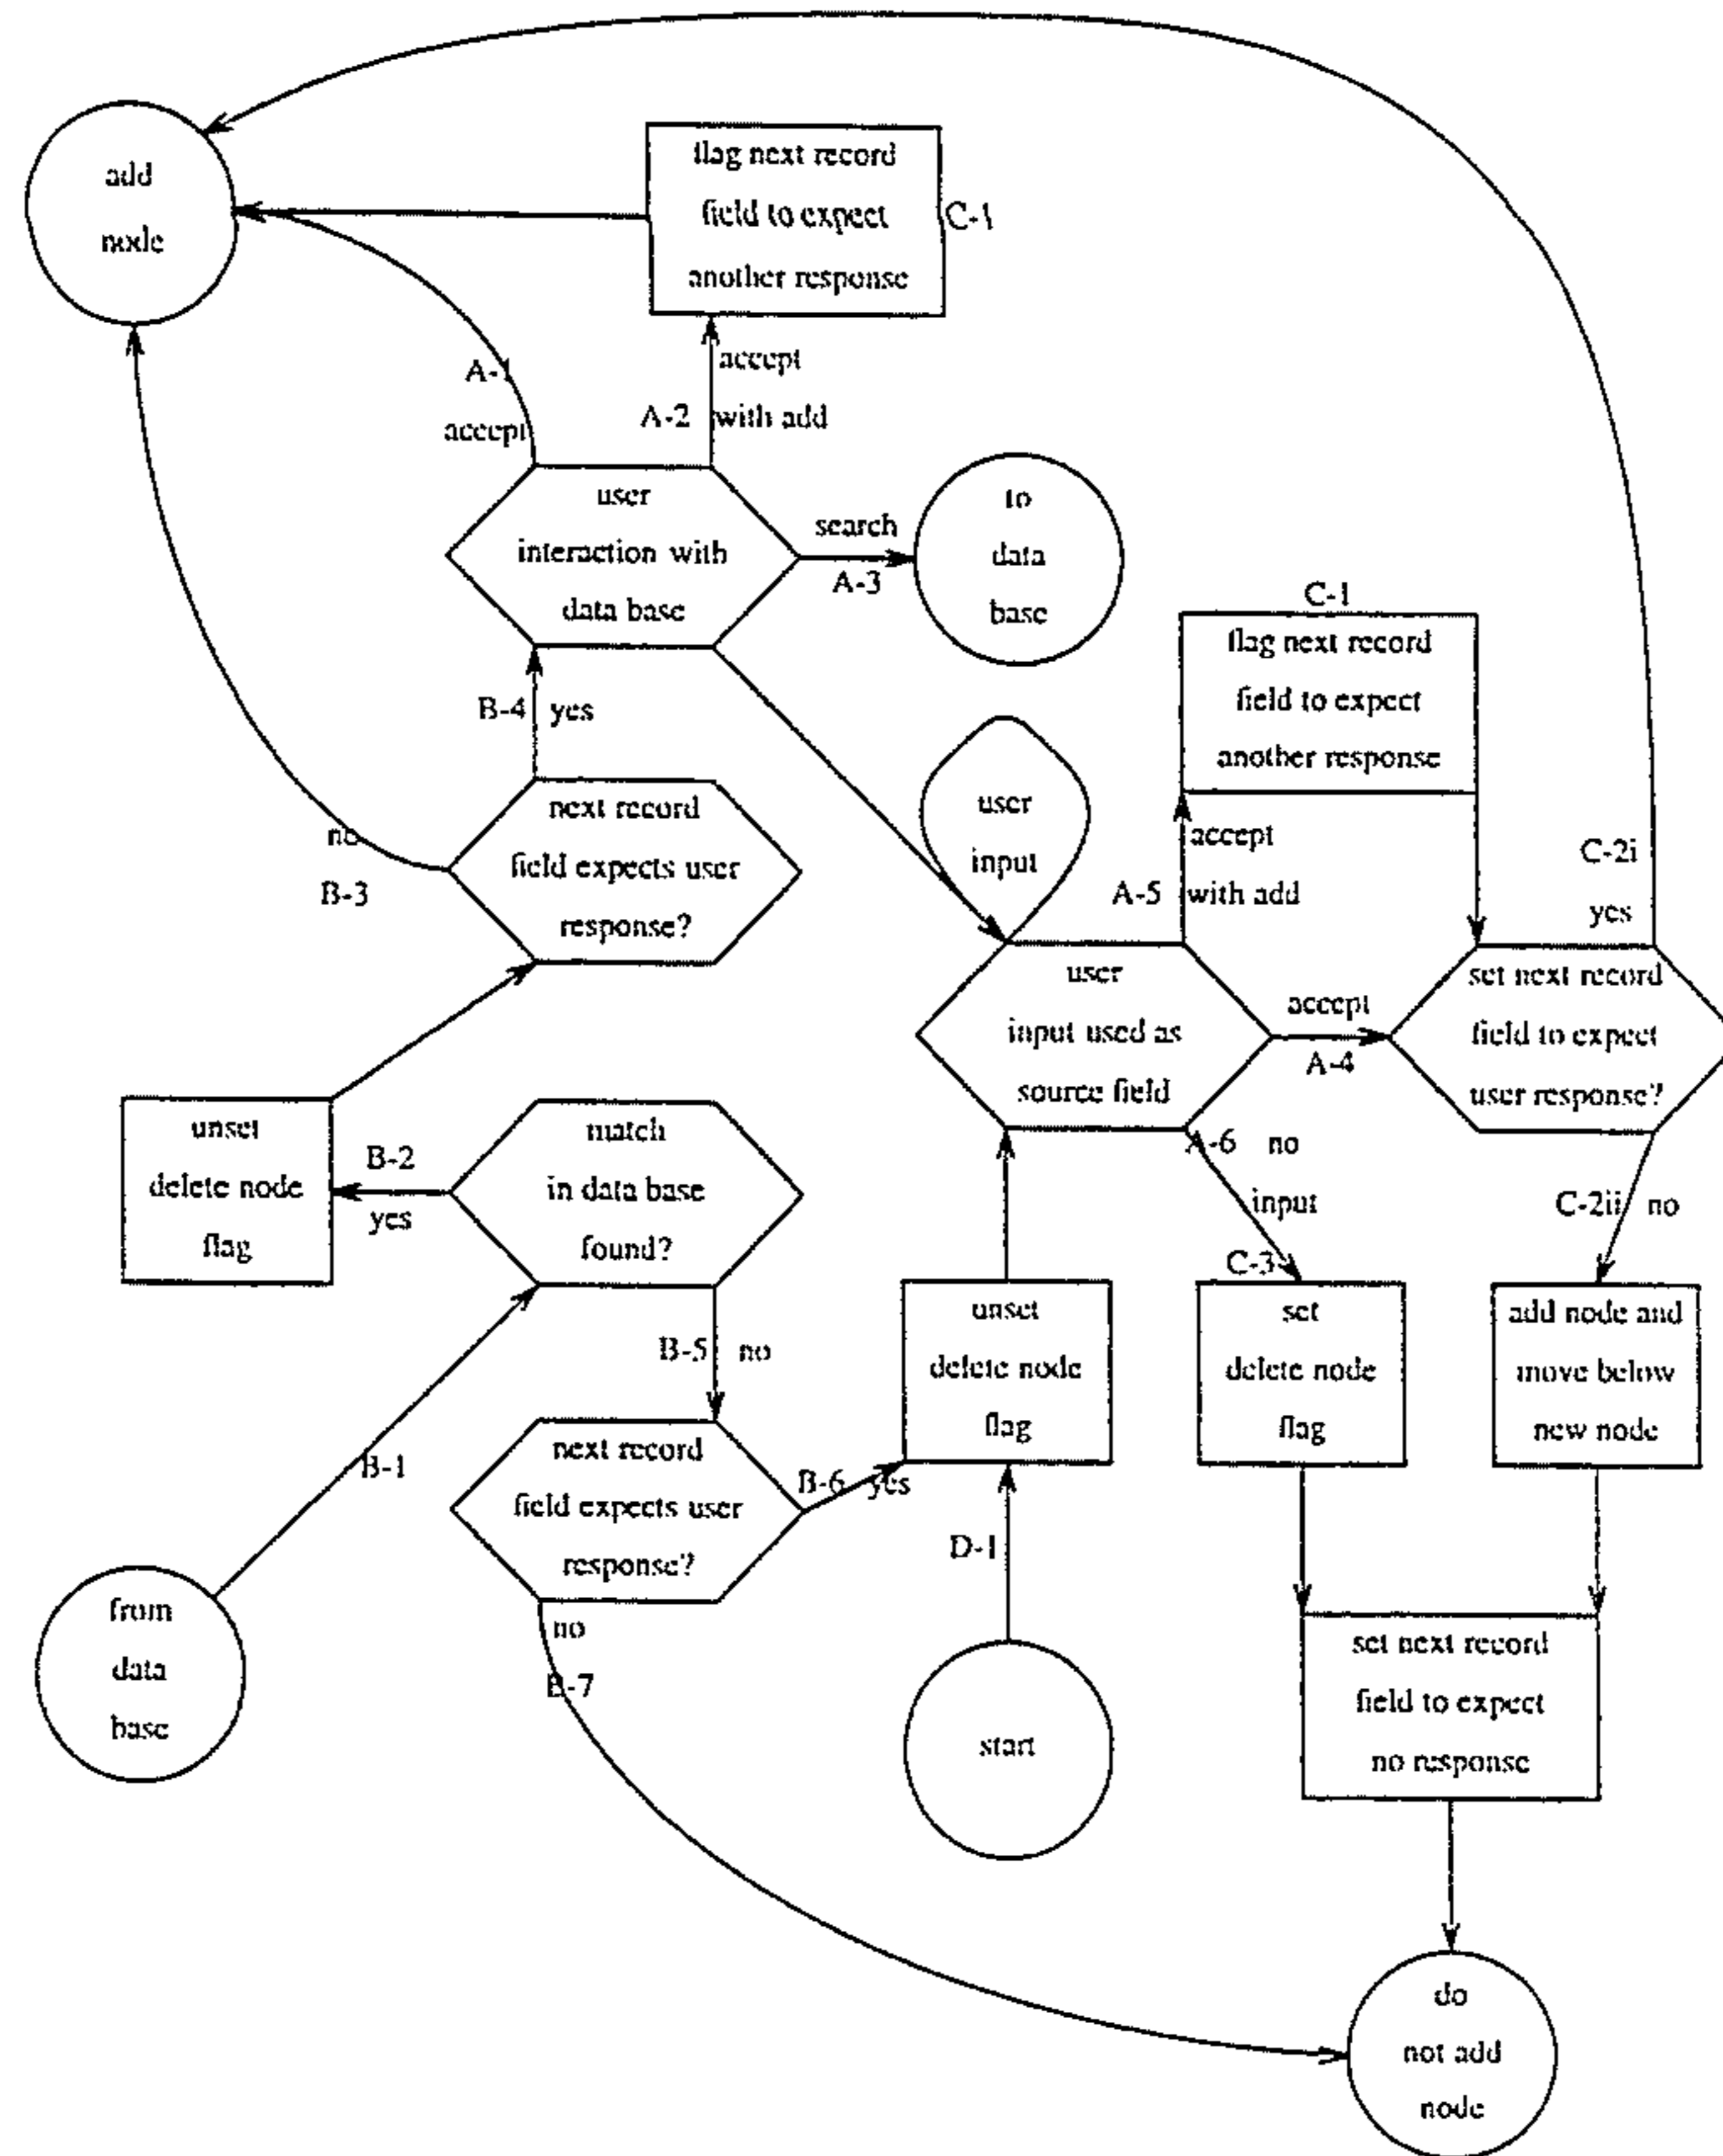 add
node
flag next record
field to expect
another response
C-1
A-1
accept
A-2
accept
with add
user
interaction with
data base
search
A-3
to
data
base
B-4 yes
no
B-3
next record
field expects user
response?
user
input
C-1
flag next record
field to expect
another response
accept
A-5 with add
C-2i
yes
user
input used as
source field
accept
A-4
set next record
field to expect
user response?
unset
delete node
flag
B-2
yes
match
in data base
found?
A-6 no
input
C-2ii no
C-3
B-5 no
unset
delete node
flag
set
delete node
flag
add node and
move below
new node
B-1
next record
field expects user
response?
B-6 yes
D-1
from
data
base
no
B-7
start
set next record
field to expect
no response
do
not add
node